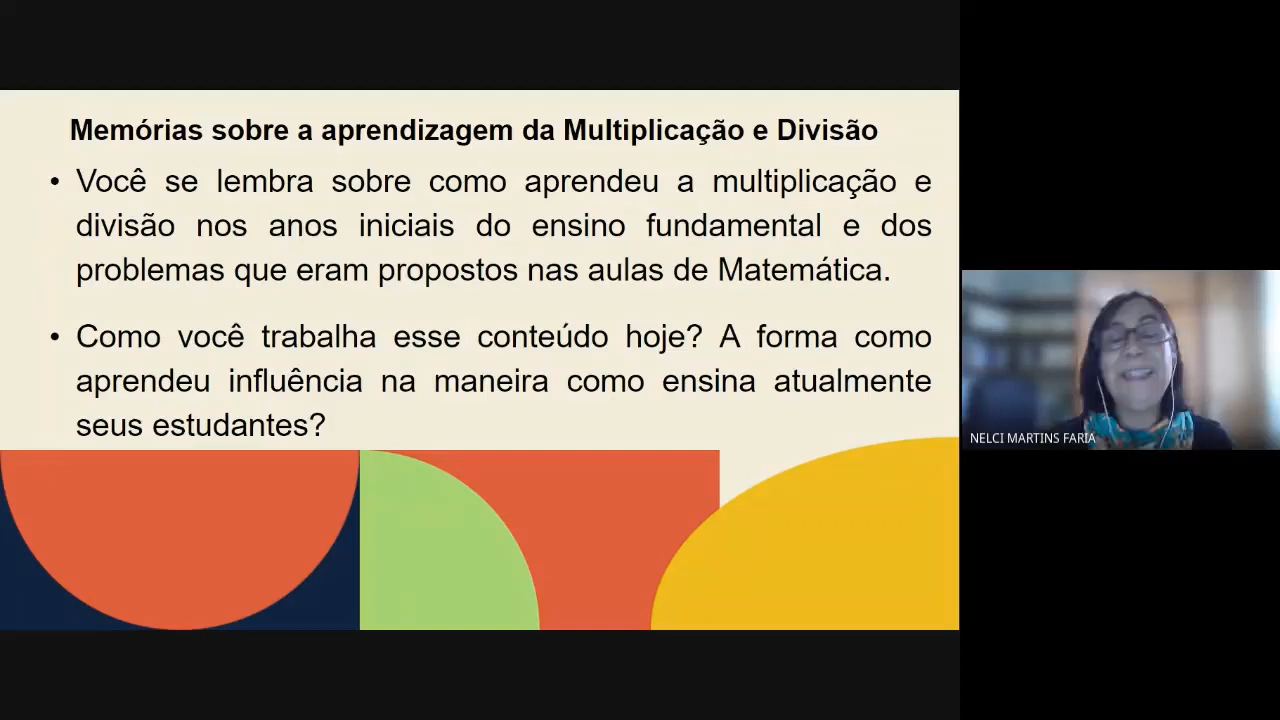 Memórias sobre a aprendizagem da Multiplicação e Divisão
• Você se lembra sobre como aprendeu a multiplicação e
divisão nos anos iniciais do ensino fundamental e dos
problemas que eram propostos nas aulas de Matemática.
• Como você trabalha esse conteúdo hoje? A forma como
aprendeu influência na maneira como ensina atualmente
seus estudantes?
NELCI MARTINS FARIA